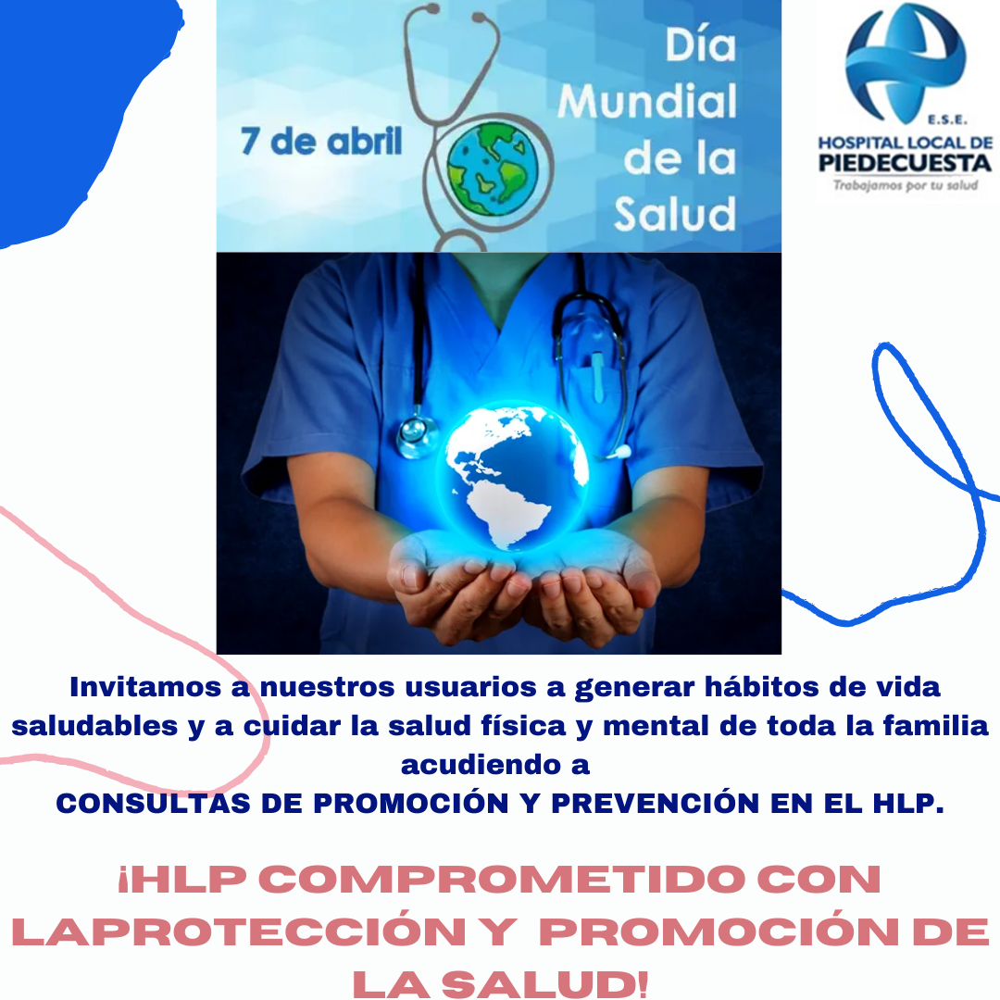 7 de abril
Día
Mundial
de la
Salud
E.S.E.
HOSPITAL LOCAL DE
PIEDECUESTA
Trabajamos por tu salud
Invitamos a nuestros usuarios a generar hábitos de vida
saludables y a cuidar la salud física y mental de toda la familia
acudiendo a
CONSULTAS DE PROMOCIÓN Y PREVENCIÓN EN EL HLP.
¡HLP COMPROMETIDO CON
LAPROTECCIÓN Y PROMOCIÓN DE
LA SALUD!